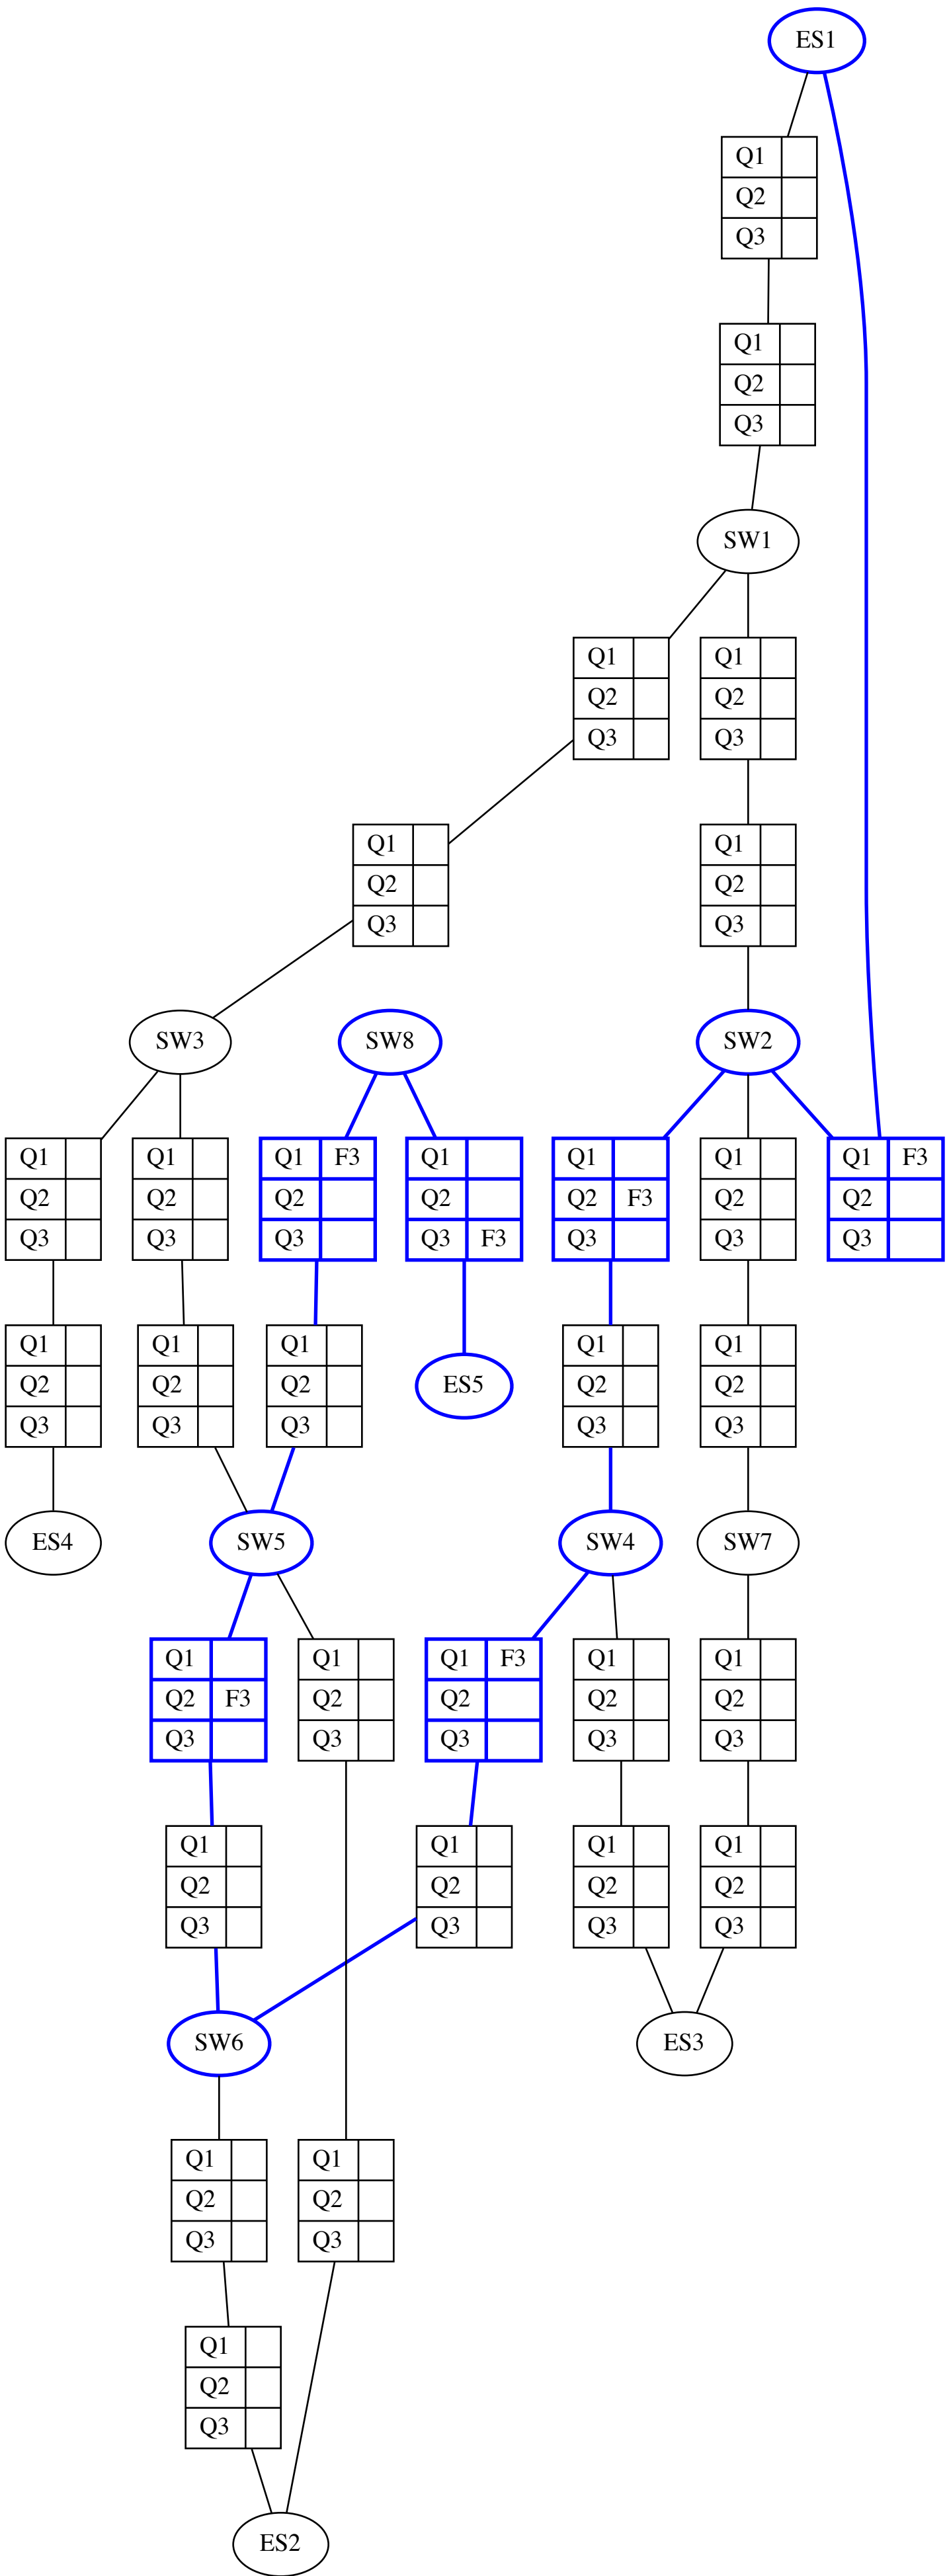 ES1
Q1
Q2
Q3
Q1
Q2
Q3
SW1
Q1 Q1
Q2 Q2
Q3 Q3
Q1 Q1
Q2 Q2
Q3 Q3
SW3 SW8 SW2
Q1 Q1 Q1 F3 Q1 Q1 Q1 Q1 F3
Q2 Q2 Q2 Q2 Q2 F3 Q2 Q2
Q3 Q3 Q3 Q3 F3 Q3 Q3 Q3
Q1 Q1 Q1 Q1 Q1
Q2 Q2 Q2 ES5 Q2 Q2
Q3 Q3 Q3 Q3 Q3
ES4 SW5 SW4 SW7
Q1 Q1 Q1 F3 Q1 Q1
Q2 F3 Q2 Q2 Q2 Q2
Q3 Q3 Q3 Q3 Q3
Q1 Q1 Q1 Q1
Q2 Q2 Q2 Q2
Q3 Q3 Q3 Q3
SW6 ES3
Q1 Q1
Q2 Q2
Q3 Q3
Q1
Q2
Q3
ES2